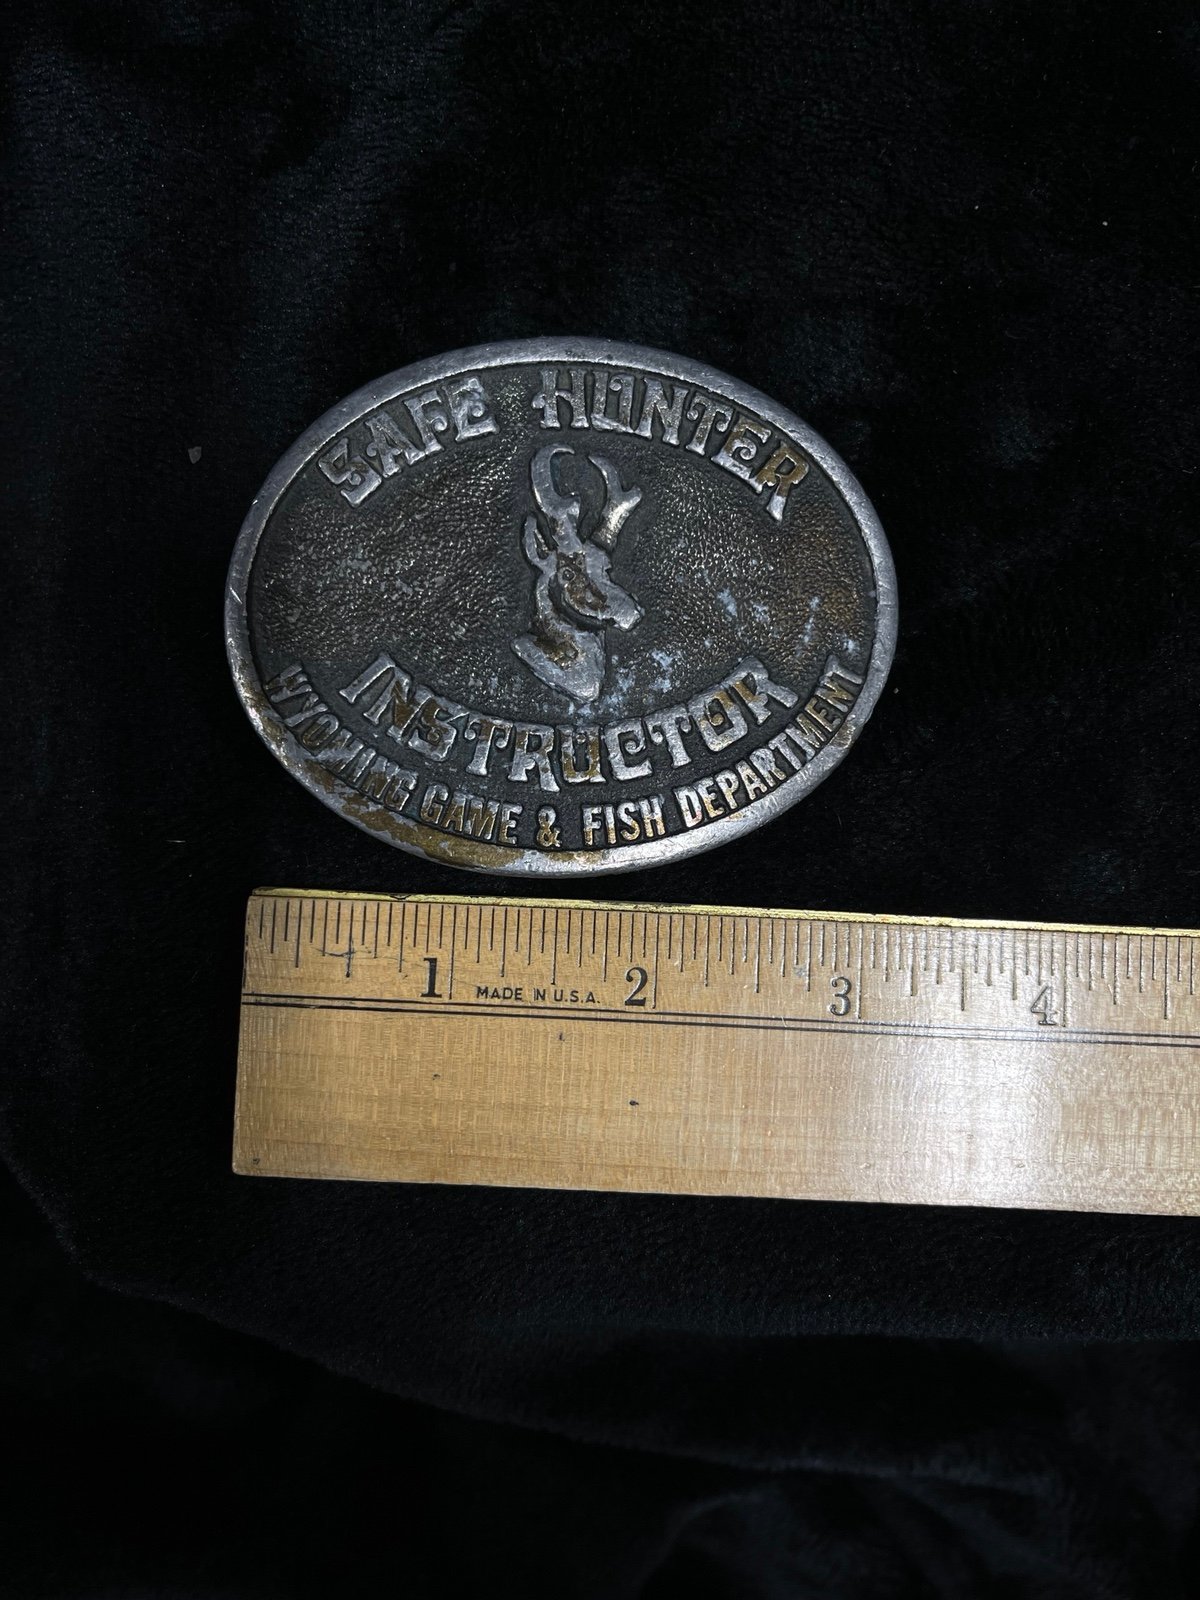 SAFE HUNTER
INSTRUCTOR
WYOMING GAME & FISH DEPARTMENT
1 2 3 4
MADE IN U.S.A.